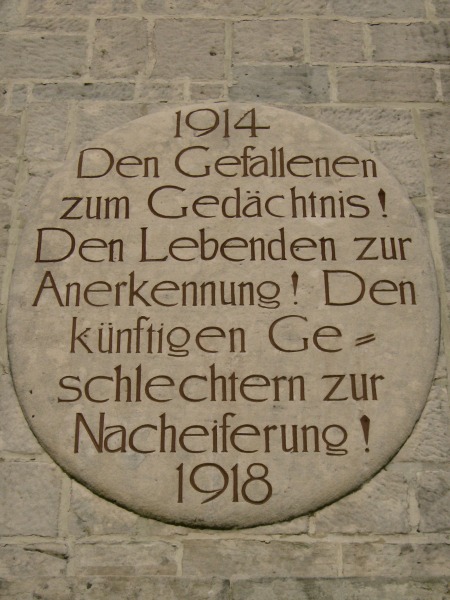 1914
Den Gefallenen
zum Gedächtnis!
Den Lebenden zur
Anerkennung! Den
künftigen Ge=
schlechtern zur
Nacheiferung!
1918